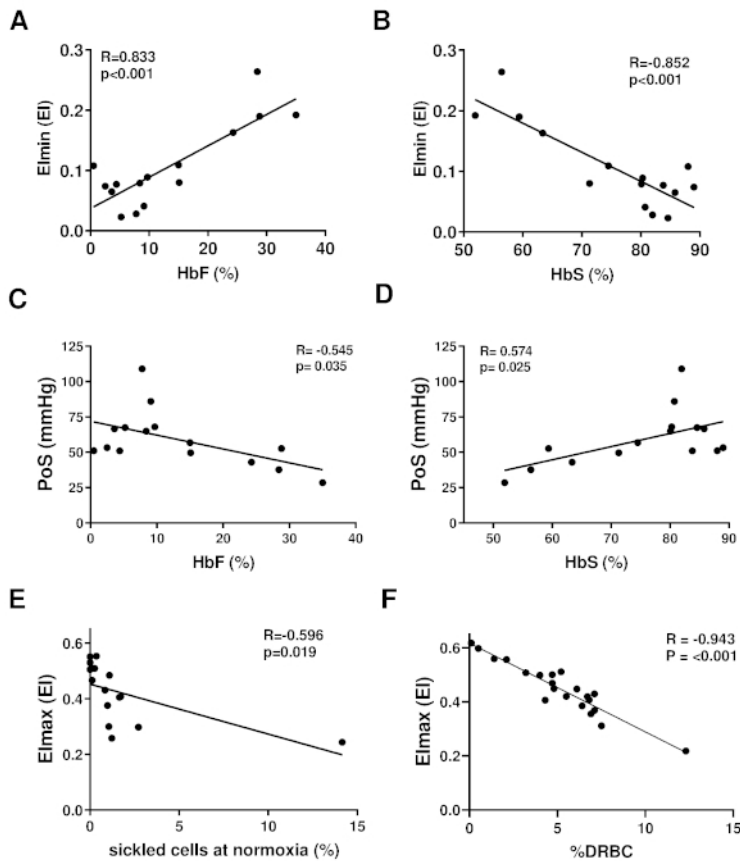 A
R=0.833
p<0.001
0.3
0.2
0.1
0.0
EImin (EI)
0 10 20 30 40
HbF (%)
B
R=-0.852
p<0.001
0.3
0.2
0.1
0.0
EImin (EI)
50 60 70 80 90
HbS (%)
C
R= -0.545
p= 0.035
125
100
75
50
25
0
PoS (mmHg)
0 10 20 30 40
HbF (%)
D
R= 0.574
p= 0.025
125
100
75
50
25
0
PoS (mmHg)
50 60 70 80 90
HbS (%)
E
R=-0.596
p=0.019
0.6
0.4
0.2
0.0
EImax (EI)
0 5 10 15
sickled cells at normoxia (%)
F
R = -0.943
P = <0.001
0.6
0.4
0.2
0.0
EImax (EI)
0 5 10 15
%DRBC